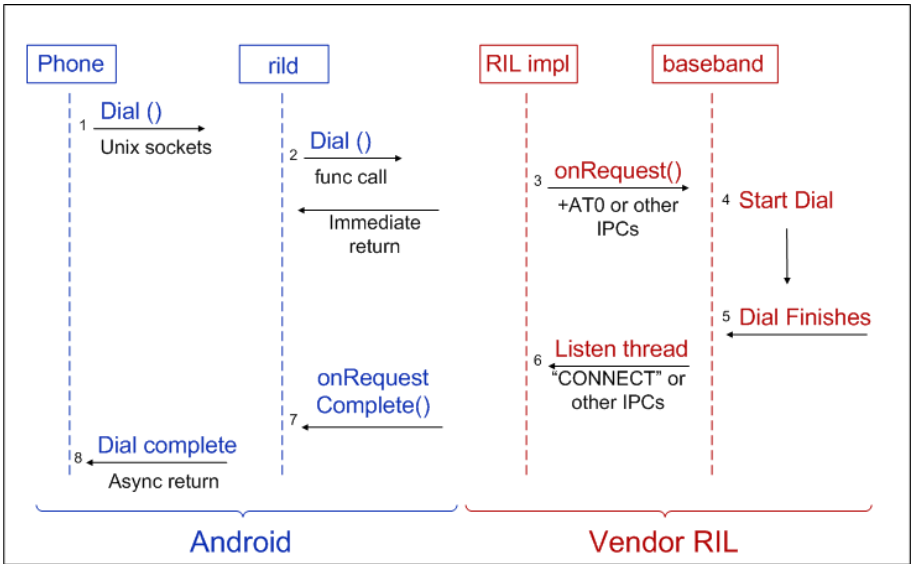 Phone
rild
RIL impl
baseband
1
Dial ()
Unix sockets
2
Dial ()
func call
Immediate
return
3
onRequest()
+AT0 or other
IPCs
4
Start Dial
5
Dial Finishes
6
Listen thread
“CONNECT” or
other IPCs
onRequest
Complete()
7
Dial complete
8
Async return
Android
Vendor RIL